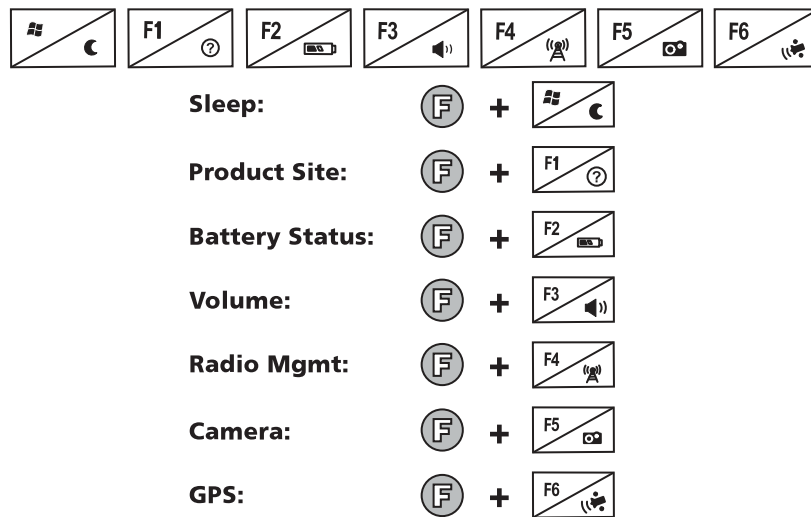 F1 F2 F3 F4 F5 F6
Sleep: F +
Product Site: F + F1
Battery Status: F + F2
Volume: F + F3
Radio Mgmt: F + F4
Camera: F + F5
GPS: F + F6